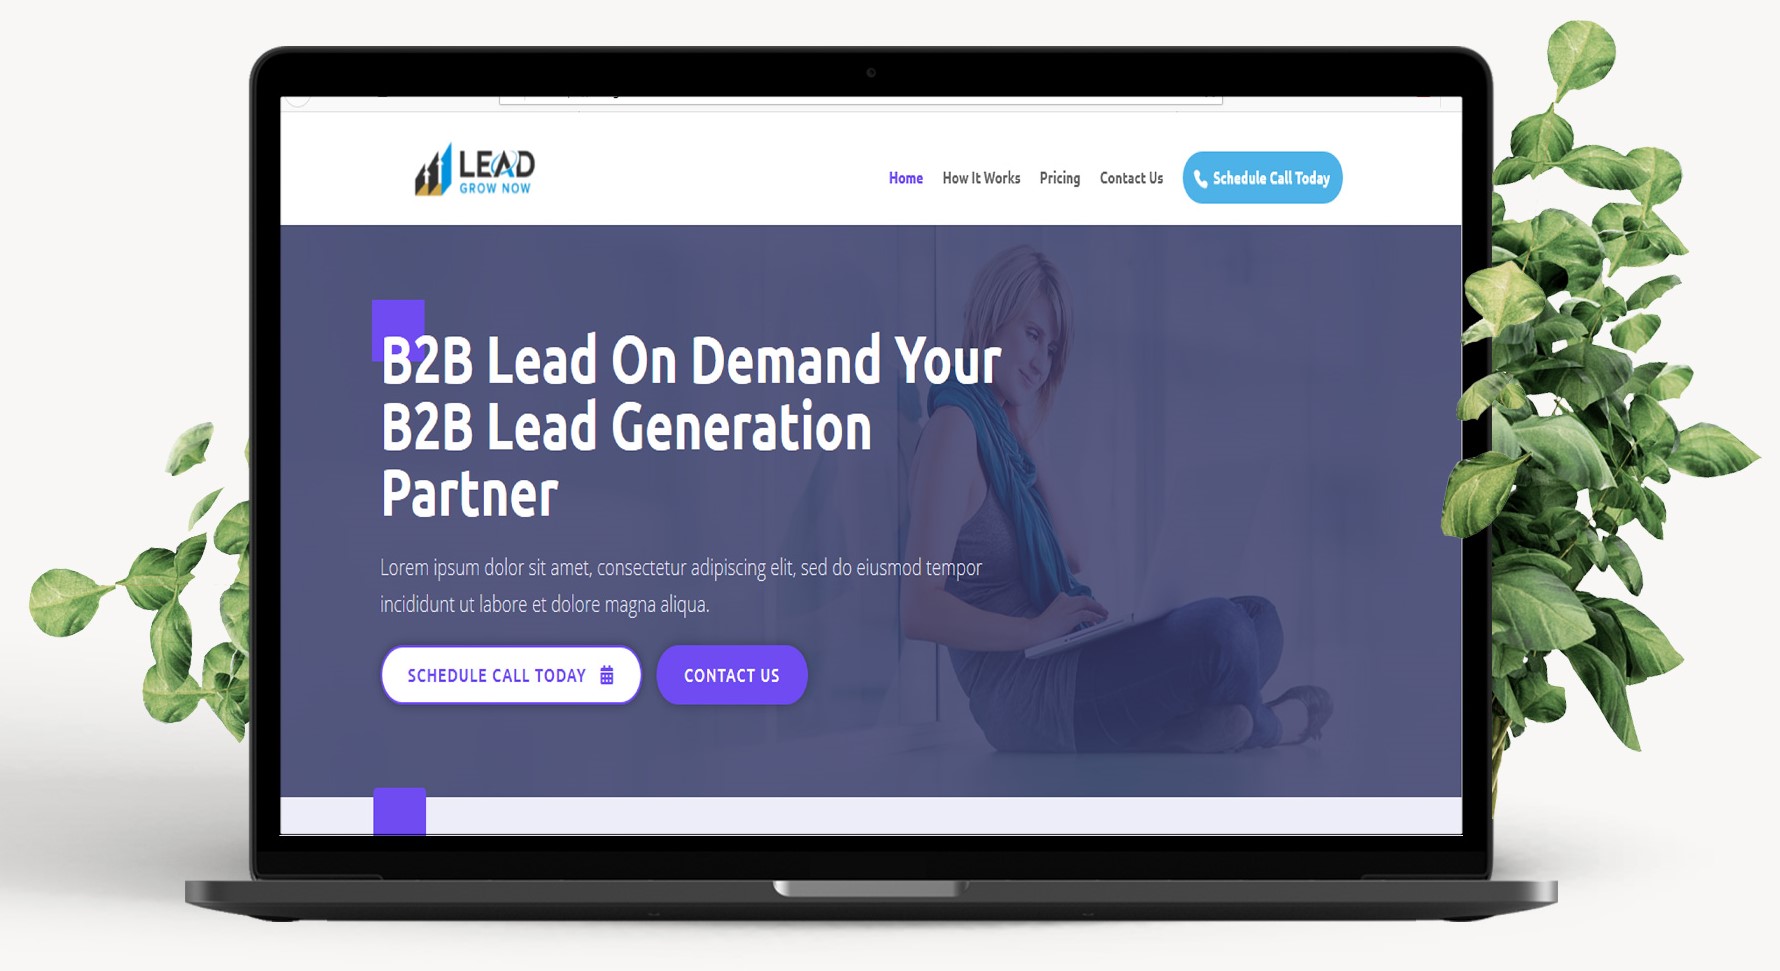 LEAD
GROW NOW
Home How It Works Pricing Contact Us Schedule Call Today
B2B Lead On Demand Your
B2B Lead Generation
Partner
Lorem ipsum dolor sit amet, consectetur adipiscing elit, sed do eiusmod tempor
incididunt ut labore et dolore magna aliqua.
SCHEDULE CALL TODAY CONTACT US